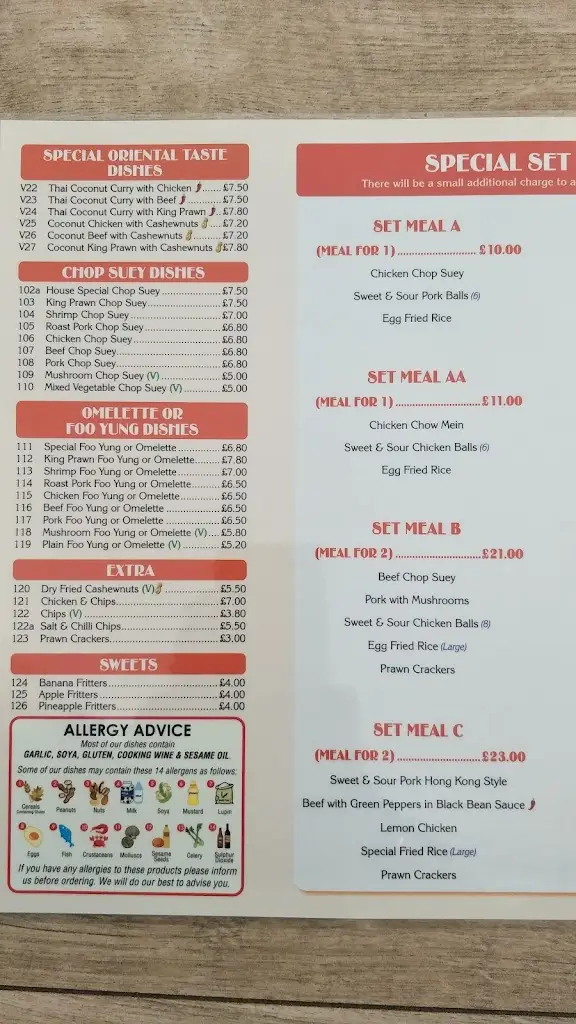 SPECIAL ORIENTAL TASTE
DISHES
V22 Thai Coconut Curry with Chicken ....... £7.50
V23 Thai Coconut Curry with Beef ............ £7.50
V24 Thai Coconut Curry with King Prawn .. £7.80
V25 Coconut Chicken with Cashewnuts .... £7.20
V26 Coconut Beef with Cashewnuts ......... £7.20
V27 Coconut King Prawn with Cashewnuts £7.80
CHOP SUEY DISHES
102a House Special Chop Suey .................... £7.50
103 King Prawn Chop Suey ........................ £7.50
104 Shrimp Chop Suey ............................... £7.00
105 Roast Pork Chop Suey ......................... £6.80
106 Chicken Chop Suey ............................. £6.80
107 Beef Chop Suey................................... £6.80
108 Pork Chop Suey................................... £6.80
109 Mushroom Chop Suey (V) ................... £5.00
110 Mixed Vegetable Chop Suey (V) ........... £5.00
OMELETTE OR
FOO YUNG DISHES
111 Special Foo Yung or Omelette.............. £6.80
112 King Prawn Foo Yung or Omelette........ £7.80
113 Shrimp Foo Yung or Omelette.............. £7.00
114 Roast Pork Foo Yung or Omelette......... £6.50
115 Chicken Foo Yung or Omelette............. £6.50
116 Beef Foo Yung or Omelette ................. £6.50
117 Pork Foo Yung or Omelette ................. £6.50
118 Mushroom Foo Yung or Omelette (V) .... £5.80
119 Plain Foo Yung or Omelette (V) ............. £5.20
EXTRA
120 Dry Fried Cashewnuts (V) .................... £5.50
121 Chicken & Chips.................................. £7.00
122 Chips (V) ............................................ £3.80
122a Salt & Chilli Chips................................. £5.50
123 Prawn Crackers.................................... £3.00
SWEETS
124 Banana Fritters..................................... £4.00
125 Apple Fritters....................................... £4.00
126 Pineapple Fritters.................................. £4.00
ALLERGY ADVICE
Most of our dishes contain
GARLIC, SOYA, GLUTEN, COOKING WINE & SESAME OIL.
Some of our dishes may contain these 14 allergens as follows:
1 2 3 4 5 6 7
Cereals Peanuts Nuts Milk Soya Mustard Lupin
Containing Gluten
8 9 10 11 12 13 14
Eggs Fish Crustaceans Molluscs Sesame Seeds Celery Sulphur Dioxide
If you have any allergies to these products please inform
us before ordering. We will do our best to advise you.
SPECIAL SET
There will be a small additional charge to a
SET MEAL A
(MEAL FOR 1) .......................... £10.00
Chicken Chop Suey
Sweet & Sour Pork Balls (6)
Egg Fried Rice
SET MEAL AA
(MEAL FOR 1) .......................... £11.00
Chicken Chow Mein
Sweet & Sour Chicken Balls (6)
Egg Fried Rice
SET MEAL B
(MEAL FOR 2) .......................... £21.00
Beef Chop Suey
Pork with Mushrooms
Sweet & Sour Chicken Balls (8)
Egg Fried Rice (Large)
Prawn Crackers
SET MEAL C
(MEAL FOR 2) .......................... £23.00
Sweet & Sour Pork Hong Kong Style
Beef with Green Peppers in Black Bean Sauce
Lemon Chicken
Special Fried Rice (Large)
Prawn Crackers